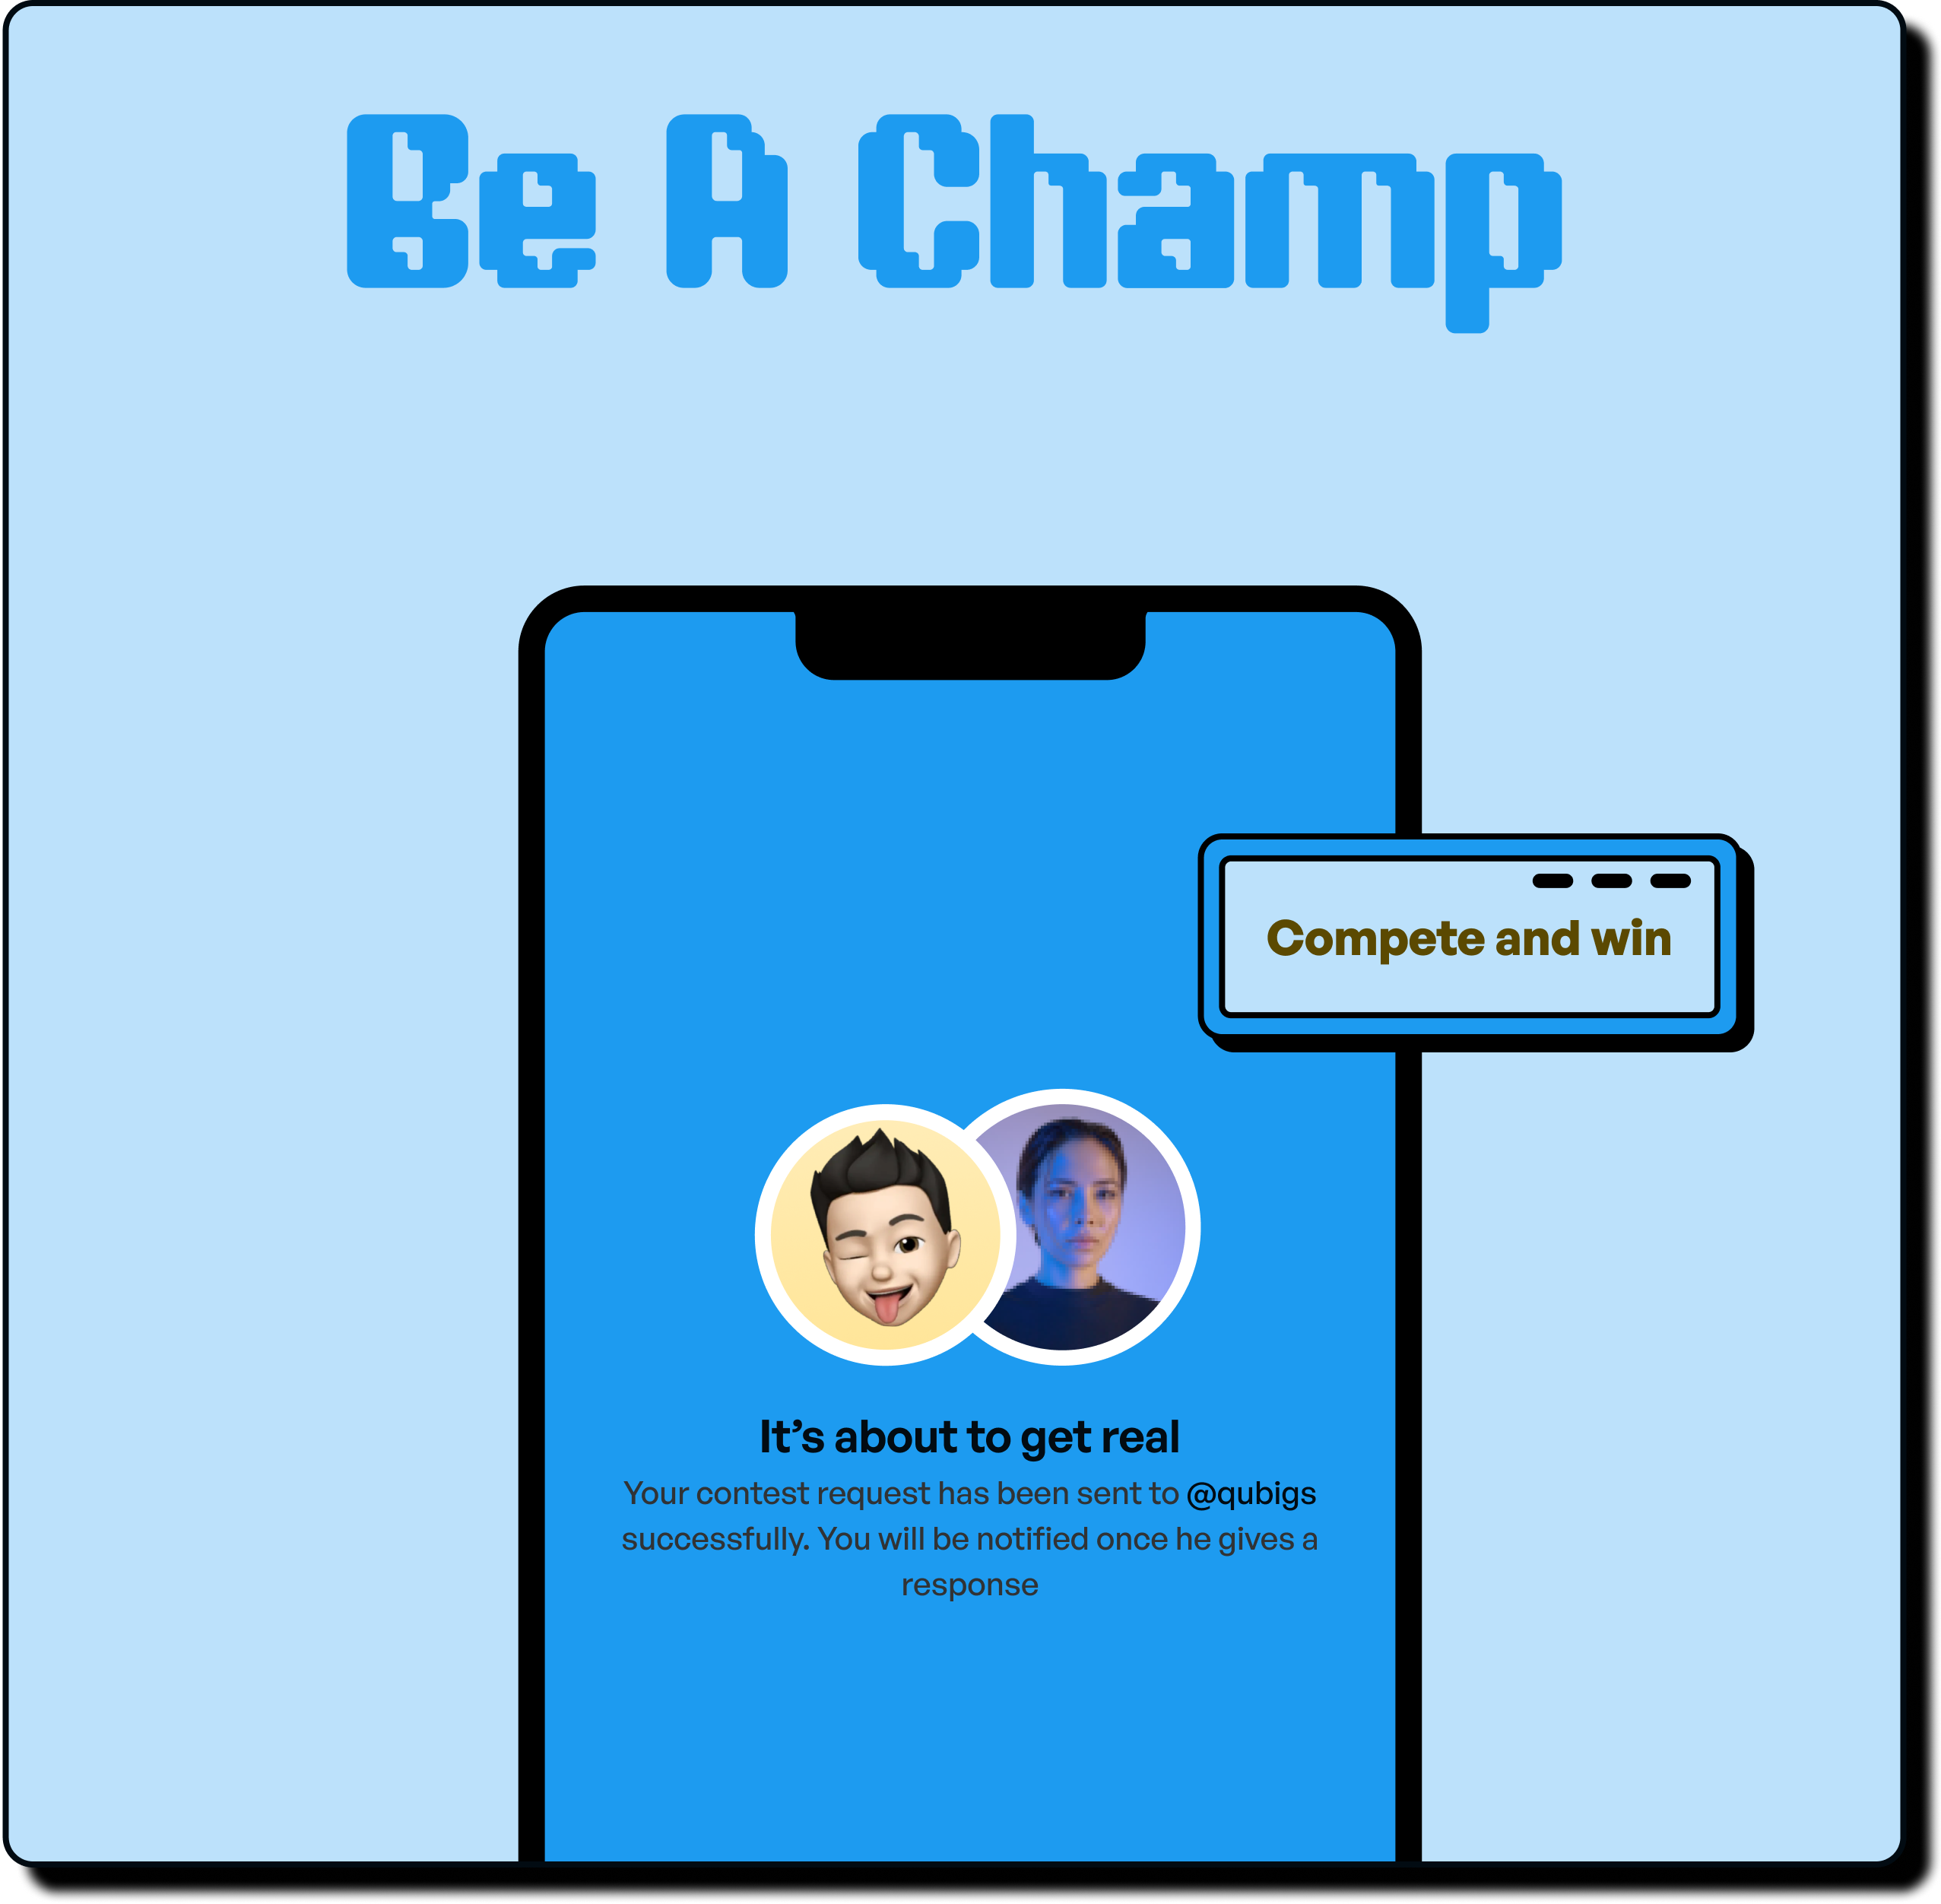 Be A Champ
Compete and win
It’s about to get real
Your contest request has been sent to @qubigs
successfully. You will be notified once he gives a
response